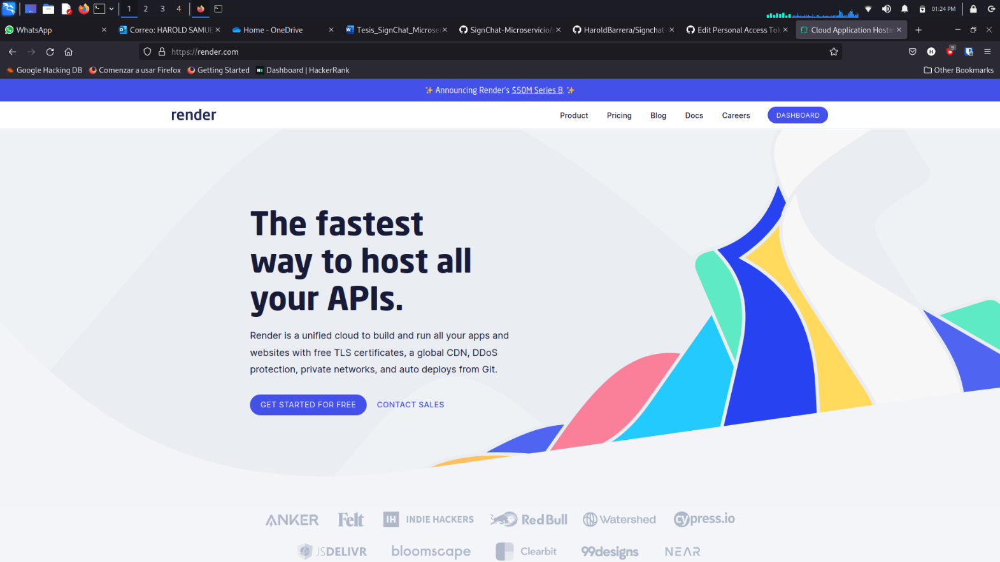 1
2
3
4
01:24 PM
WhatsApp
Correo: HAROLD SAMUE
Home - OneDrive
Tesis_SignChat_Microse
SignChat-Microservicio/
HaroldBarrera/Signchat-
Edit Personal Access Tok
Cloud Application Hostin
https://render.com
9
Google Hacking DB
Comenzar a usar Firefox
Getting Started
Dashboard | HackerRank
Other Bookmarks
✨ Announcing Render's $50M Series B. ✨
render
Product
Pricing
Blog
Docs
Careers
DASHBOARD
The fastest
way to host all
your APIs.
Render is a unified cloud to build and run all your apps and
websites with free TLS certificates, a global CDN, DDoS
protection, private networks, and auto deploys from Git.
GET STARTED FOR FREE
CONTACT SALES
ANKER
Felt
IH INDIE HACKERS
Red Bull
Watershed
cypress.io
JSDELIVR
bloomscape
Clearbit
99designs
NEAR